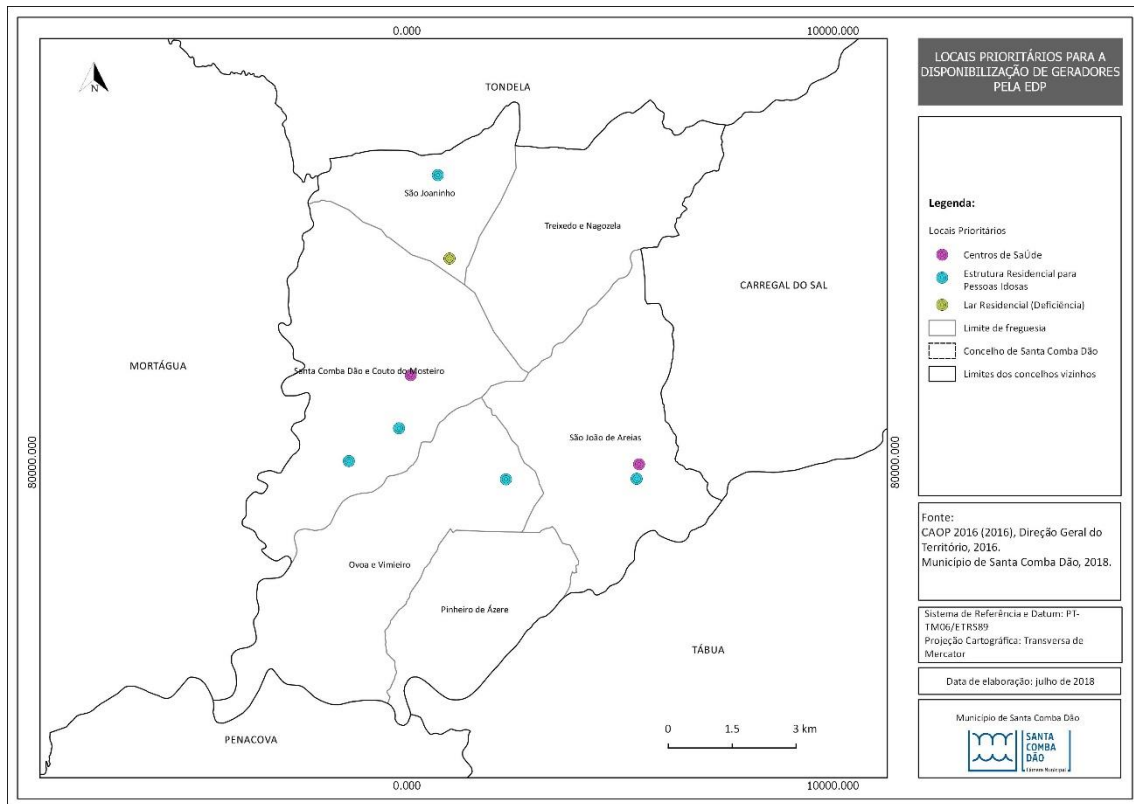 0.000
10000.000
N
TONDELA
São Joaninho
Treixedo e Nagozela
CARREGAL DO SAL
MORTÁGUA
Santa Comba Dão e Couto do Mosteiro
São João de Areias
80000.000
80000.000
Ovoa e Vimieiro
Pinheiro de Ázere
TÁBUA
PENACOVA
0
1.5
3 km
0.000
10000.000
LOCAIS PRIORITÁRIOS PARA A
DISPONIBILIZAÇÃO DE GERADORES
PELA EDP
Legenda:
Locais Prioritários
Centros de SaÚde
Estrutura Residencial para
Pessoas Idosas
Lar Residencial (Deficiência)
Limite de freguesia
Concelho de Santa Comba Dão
Limites dos concelhos vizinhos
Fonte:
CAOP 2016 (2016), Direção Geral do
Território, 2016.
Município de Santa Comba Dão, 2018.
Sistema de Referência e Datum: PT-
TM06/ETRS89
Projeção Cartográfica: Transversa de
Mercator
Data de elaboração: julho de 2018
Município de Santa Comba Dão
SANTA
COMBA
DÃO
Câmara Municipal